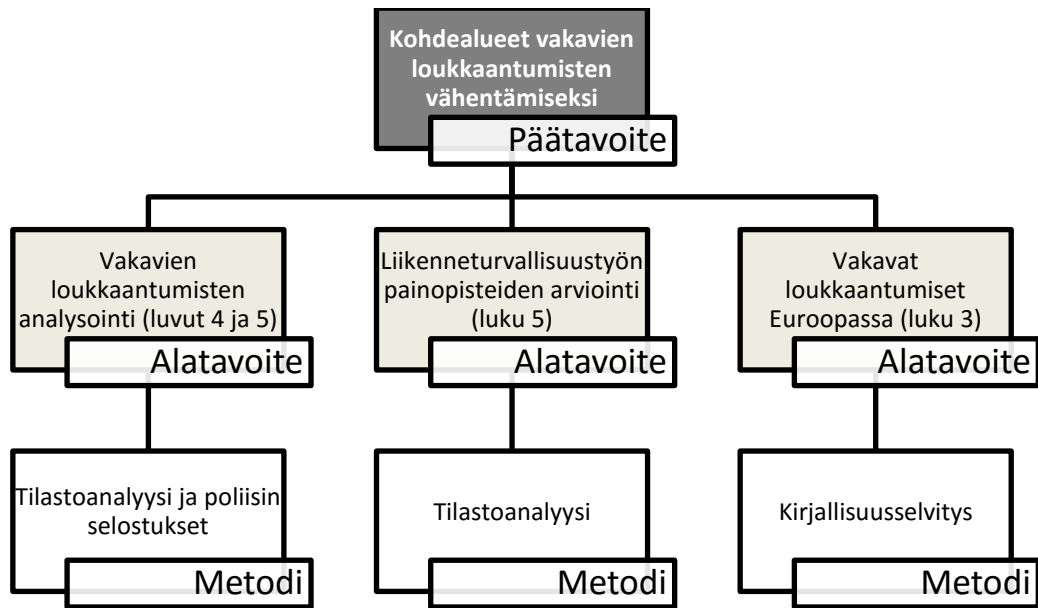 Kohdealueet vakavien
loukkaantumisten
vähentämiseksi
Päätavoite
Vakavien
loukkaantumisten
analysointi (luvut 4 ja 5)
Alatavoite
Liikenneturvallisuustyön
painopisteiden arviointi
(luku 5)
Alatavoite
Vakavat
loukkaantumiset
Euroopassa (luku 3)
Alatavoite
Tilastoanalyysi ja poliisin
selostukset
Metodi
Tilastoanalyysi
Metodi
Kirjallisuusselvitys
Metodi